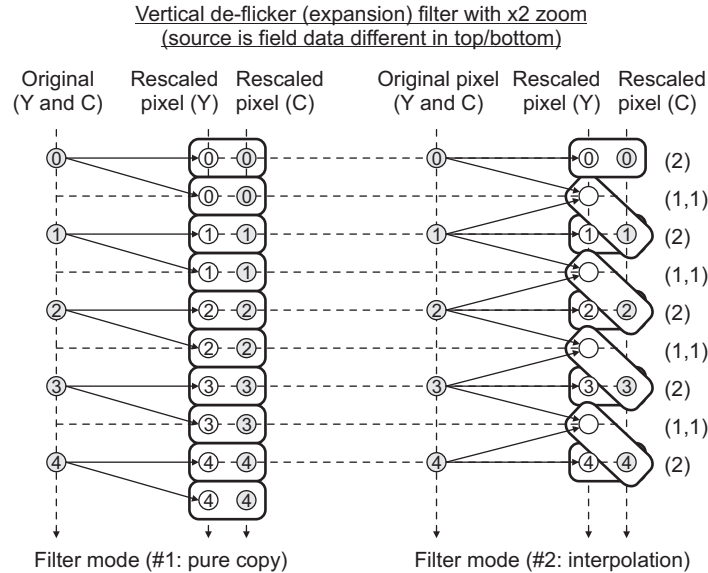 Vertical de-flicker (expansion) filter with x2 zoom
(source is field data different in top/bottom)
Original
(Y and C)
Rescaled
pixel (Y)
Rescaled
pixel (C)
Original pixel
(Y and C)
Rescaled
pixel (Y)
Rescaled
pixel (C)
0 0 0 0 0 0 (2)
0 0 (1,1)
1 1 1 1 1 1 (2)
1 1 (1,1)
2 2 2 2 2 2 (2)
2 2 (1,1)
3 3 3 3 3 3 (2)
3 3 (1,1)
4 4 4 4 4 4 (2)
4 4
Filter mode (#1: pure copy)
Filter mode (#2: interpolation)